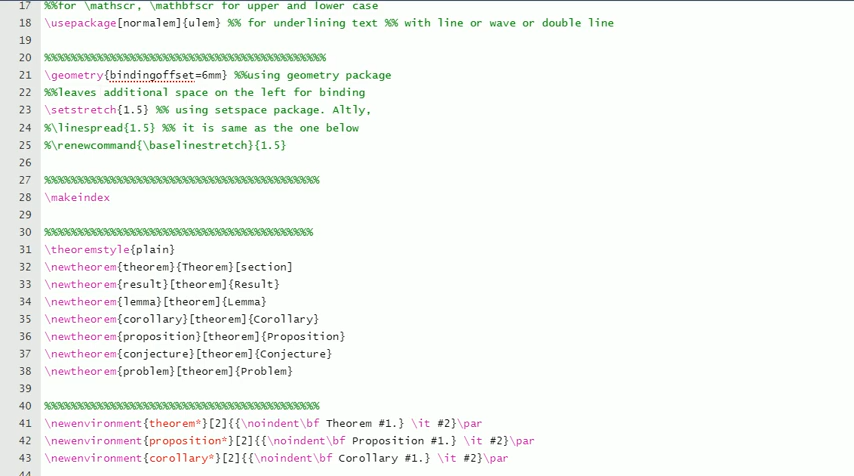 17 %%for \mathscr, \mathbfscr for upper and lower case
18 \usepackage[normalem]{ulem} %% for underlining text %% with line or wave or double line
19
20 %%%%%%%%%%%%%%%%%%%%%%%%%%%%%%%%%%%%%%%%%%%
21 \geometry{bindingoffset=6mm} %%using geometry package
22 %%leaves additional space on the left for binding
23 \setstretch{1.5} %% using setspace package. Altly,
24 %\linespread{1.5} %% it is same as the one below
25 %\renewcommand{\baselinestretch}{1.5}
26
27 %%%%%%%%%%%%%%%%%%%%%%%%%%%%%%%%%%%%%%%%%%
28 \makeindex
29
30 %%%%%%%%%%%%%%%%%%%%%%%%%%%%%%%%%%%%%%%%%
31 \theoremstyle{plain}
32 \newtheorem{theorem}{Theorem}[section]
33 \newtheorem{result}[theorem]{Result}
34 \newtheorem{lemma}[theorem]{Lemma}
35 \newtheorem{corollary}[theorem]{Corollary}
36 \newtheorem{proposition}[theorem]{Proposition}
37 \newtheorem{conjecture}[theorem]{Conjecture}
38 \newtheorem{problem}[theorem]{Problem}
39
40 %%%%%%%%%%%%%%%%%%%%%%%%%%%%%%%%%%%%%%%%%%
41 \newenvironment{theorem*}[2]{{\noindent\bf Theorem #1.} \it #2}\par
42 \newenvironment{proposition*}[2]{{\noindent\bf Proposition #1.} \it #2}\par
43 \newenvironment{corollary*}[2]{{\noindent\bf Corollary #1.} \it #2}\par